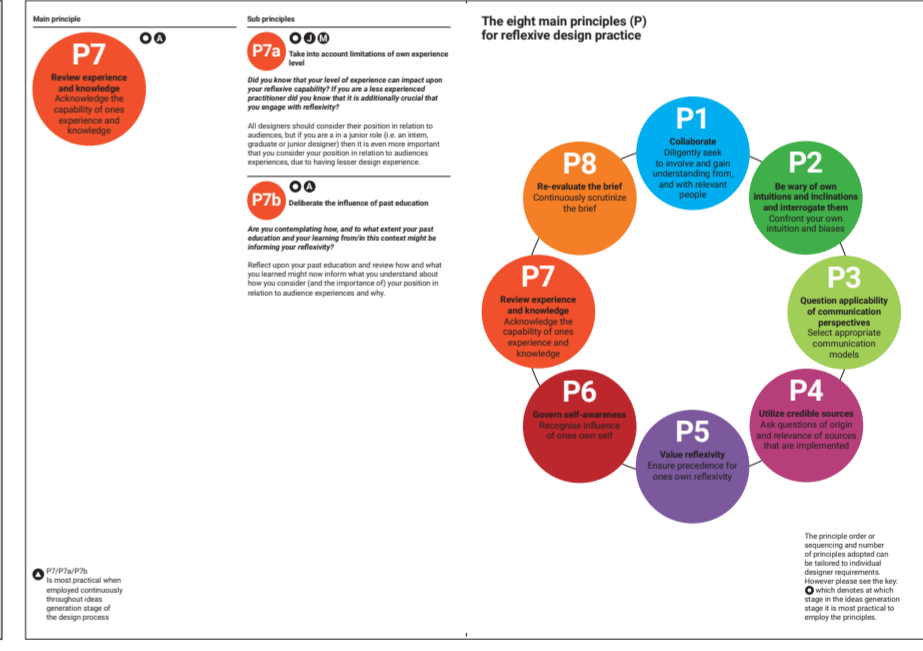 Main principle
P7
Review experience
and knowledge
Acknowledge the
capability of ones
experience and
knowledge
A
P7/P7a/P7b
Is most practical when
employed continuously
throughout ideas
generation stage of
the design process
Sub principles
J M
P7a
Take into account limitations of own experience
level
Did you know that your level of experience can impact upon
your reflexive capability? If you are a less experienced
practitioner did you know that it is additionally crucial that
you engage with reflexivity?
All designers should consider their position in relation to
audiences, but if you are a in a junior role (i.e. an intern,
graduate or junior designer) then it is even more important
that you consider your position in relation to audiences
experiences, due to having lesser design experience.
A
P7b
Deliberate the influence of past education
Are you contemplating how, and to what extent your past
education and your learning from/in this context might be
informing your reflexivity?
Reflect upon your past education and review how and what
you learned might now inform what you understand about
how you consider (and the importance of) your position in
relation to audience experiences and why.
The eight main principles (P)
for reflexive design practice
P1
Collaborate
Diligently seek
to involve and gain
understanding from,
and with relevant
people
P2
Be wary of own
intuitions and inclinations
and interrogate them
Confront your own
intuition and biases
P3
Question applicability
of communication
perspectives
Select appropriate
communication
models
P4
Utilize credible sources
Ask questions of origin
and relevance of sources
that are implemented
P5
Value reflexivity
Ensure precedence for
ones own reflexivity
P6
Govern self-awareness
Recognise influence
of ones own self
P7
Review experience
and knowledge
Acknowledge the
capability of ones
experience and
knowledge
P8
Re-evaluate the brief
Continuously scrutinize
the brief
The principle order or
sequencing and number
of principles adopted can
be tailored to individual
designer requirements.
However please see the key:
which denotes at which
stage in the ideas generation
stage it is most practical to
employ the principles.